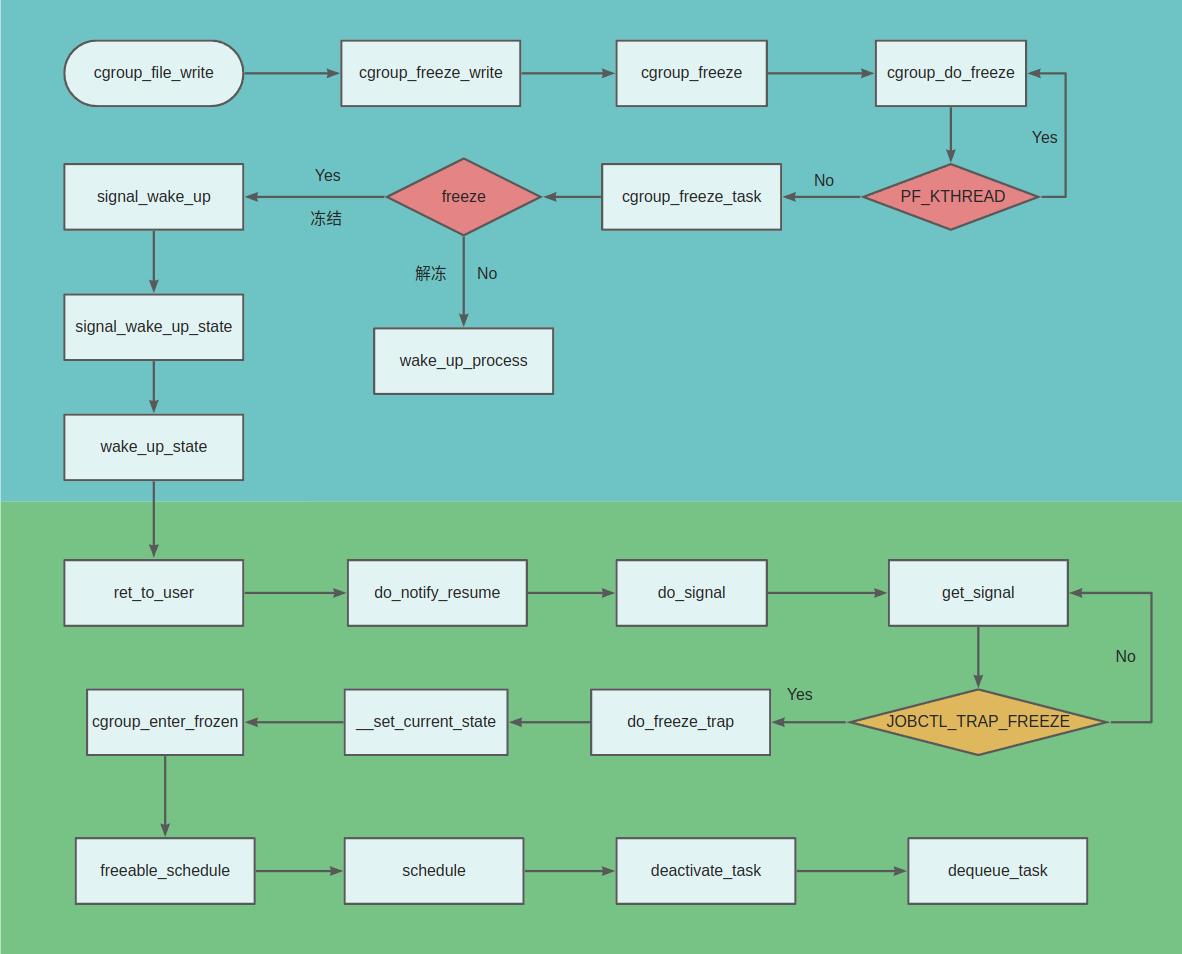 cgroup_file_write
cgroup_freeze_write
cgroup_freeze
cgroup_do_freeze
Yes
PF_KTHREAD
No
cgroup_freeze_task
freeze
Yes
冻结
signal_wake_up
解冻
No
wake_up_process
signal_wake_up_state
wake_up_state
ret_to_user
do_notify_resume
do_signal
get_signal
No
JOBCTL_TRAP_FREEZE
Yes
do_freeze_trap
__set_current_state
cgroup_enter_frozen
freeable_schedule
schedule
deactivate_task
dequeue_task